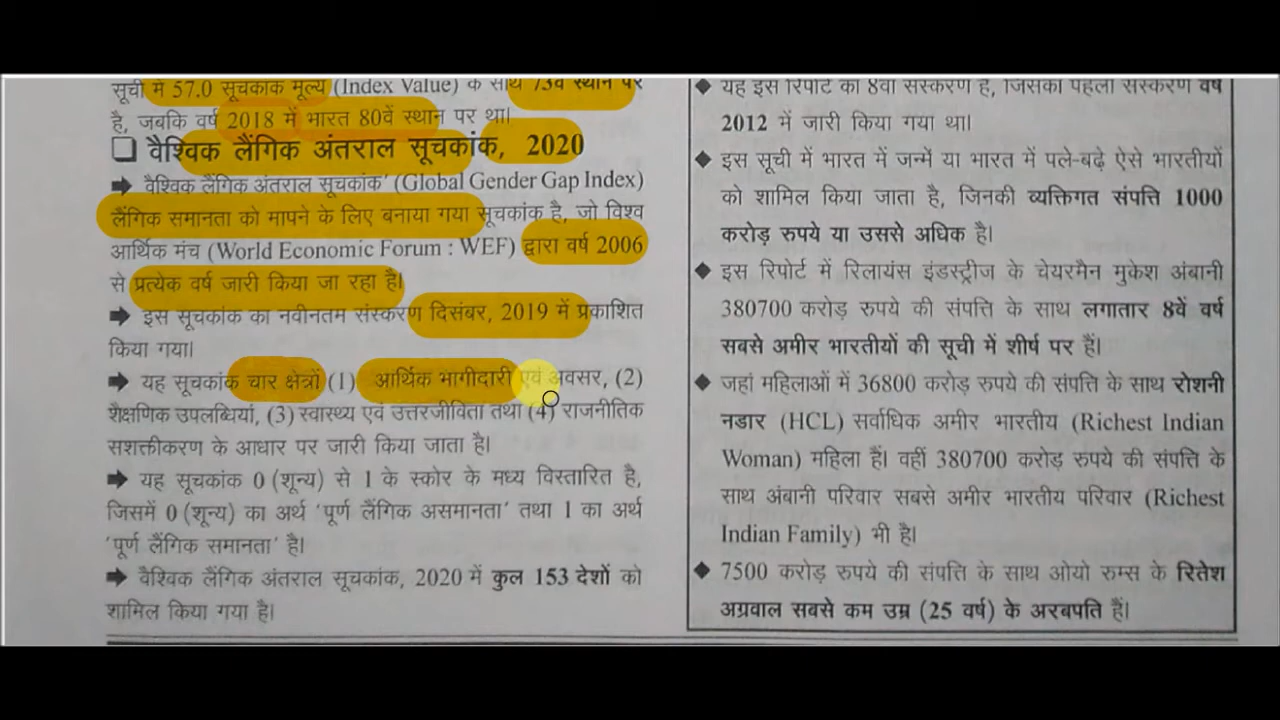 सूची में 57.0 सूचकांक मूल्य (Index Value) के साथ 73वें स्थान पर
है, जबकि वर्ष 2018 में भारत 80वें स्थान पर था।
वैश्विक लैंगिक अंतराल सूचकांक, 2020
➡ वैश्विक लैंगिक अंतराल सूचकांक' (Global Gender Gap Index)
लैंगिक समानता को मापने के लिए बनाया गया सूचकांक है, जो विश्व
आर्थिक मंच (World Economic Forum : WEF) द्वारा वर्ष 2006
से प्रत्येक वर्ष जारी किया जा रहा है।
➡ इस सूचकांक का नवीनतम संस्करण दिसंबर, 2019 में प्रकाशित
किया गया।
➡ यह सूचकांक चार क्षेत्रों (1) आर्थिक भागीदारी एवं अवसर, (2)
शैक्षणिक उपलब्धियां, (3) स्वास्थ्य एवं उत्तरजीविता तथा (4) राजनीतिक
सशक्तीकरण के आधार पर जारी किया जाता है।
➡ यह सूचकांक 0 (शून्य) से 1 के स्कोर के मध्य विस्तारित है,
जिसमें 0 (शून्य) का अर्थ 'पूर्ण लैंगिक असमानता' तथा 1 का अर्थ
'पूर्ण लैंगिक समानता' है।
➡ वैश्विक लैंगिक अंतराल सूचकांक, 2020 में कुल 153 देशों को
शामिल किया गया है।
◆ यह इस रिपोर्ट का 8वां संस्करण है, जिसका पहला संस्करण वर्ष
2012 में जारी किया गया था।
◆ इस सूची में भारत में जन्में या भारत में पले-बढ़े ऐसे भारतीयों
को शामिल किया जाता है, जिनकी व्यक्तिगत संपत्ति 1000
करोड़ रुपये या उससे अधिक है।
◆ इस रिपोर्ट में रिलायंस इंडस्ट्रीज के चेयरमैन मुकेश अंबानी
380700 करोड़ रुपये की संपत्ति के साथ लगातार 8वें वर्ष
सबसे अमीर भारतीयों की सूची में शीर्ष पर हैं।
◆ जहां महिलाओं में 36800 करोड़ रुपये की संपत्ति के साथ रोशनी
नडार (HCL) सर्वाधिक अमीर भारतीय (Richest Indian
Woman) महिला हैं। वहीं 380700 करोड़ रुपये की संपत्ति के
साथ अंबानी परिवार सबसे अमीर भारतीय परिवार (Richest
Indian Family) भी है।
◆ 7500 करोड़ रुपये की संपत्ति के साथ ओयो रुम्स के रितेश
अग्रवाल सबसे कम उम्र (25 वर्ष) के अरबपति हैं।